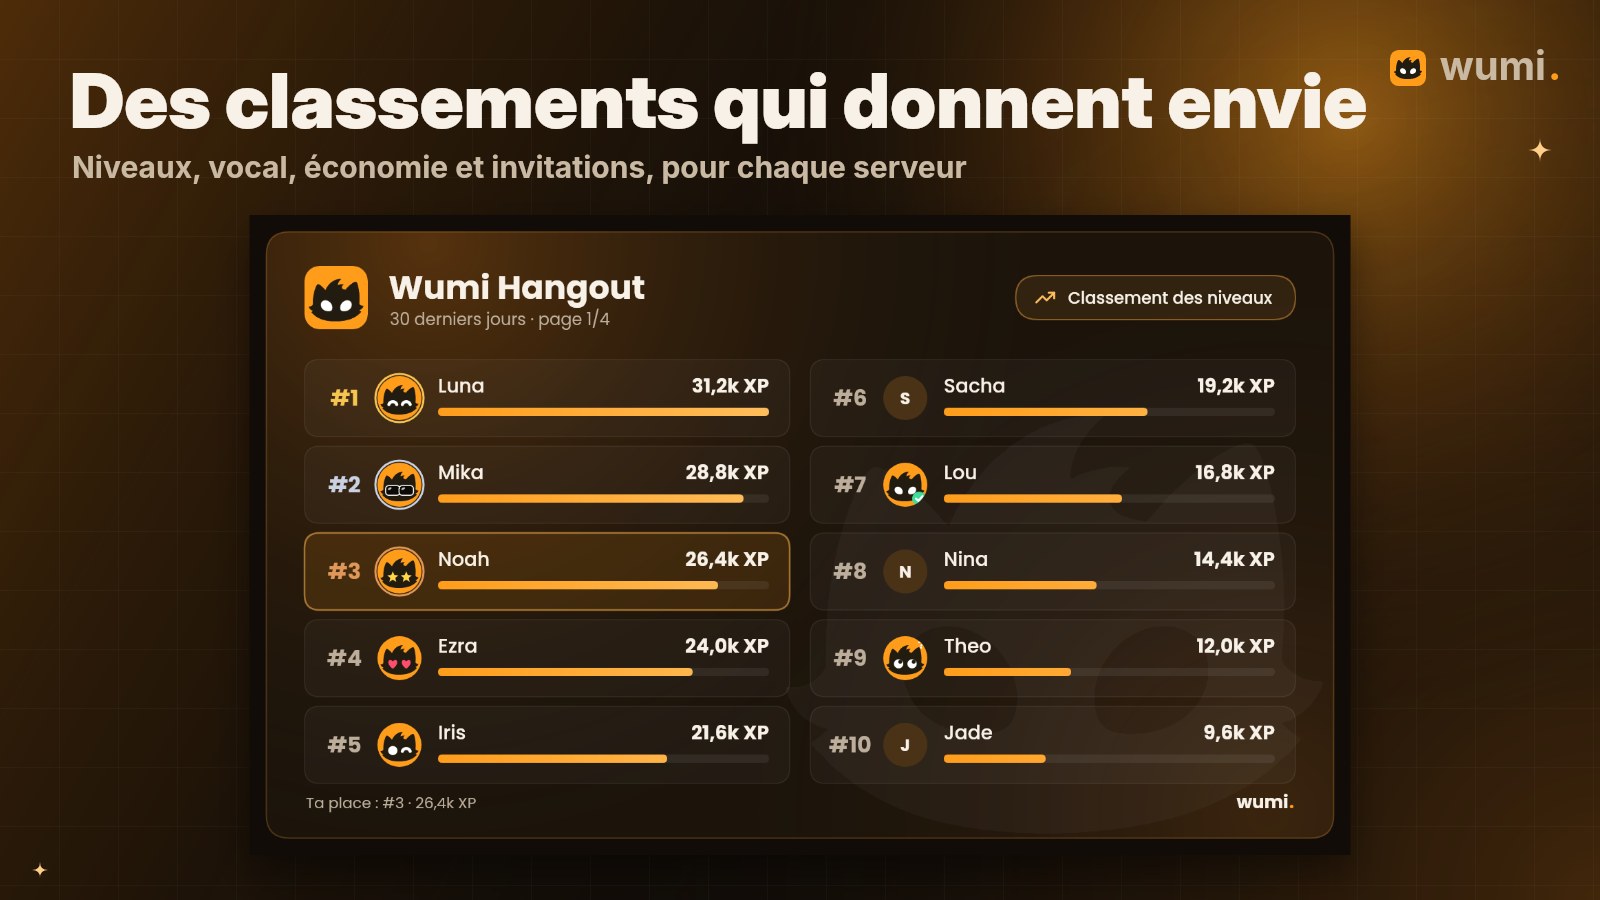 Des classements qui donnent envie
wumi.
Niveaux, vocal, économie et invitations, pour chaque serveur
Wumi Hangout
30 derniers jours · page 1/4
Classement des niveaux
#1 Luna 31,2k XP
#2 Mika 28,8k XP
#3 Noah 26,4k XP
#4 Ezra 24,0k XP
#5 Iris 21,6k XP
#6 S Sacha 19,2k XP
#7 Lou 16,8k XP
#8 N Nina 14,4k XP
#9 Theo 12,0k XP
#10 J Jade 9,6k XP
Ta place : #3 · 26,4k XP
wumi.